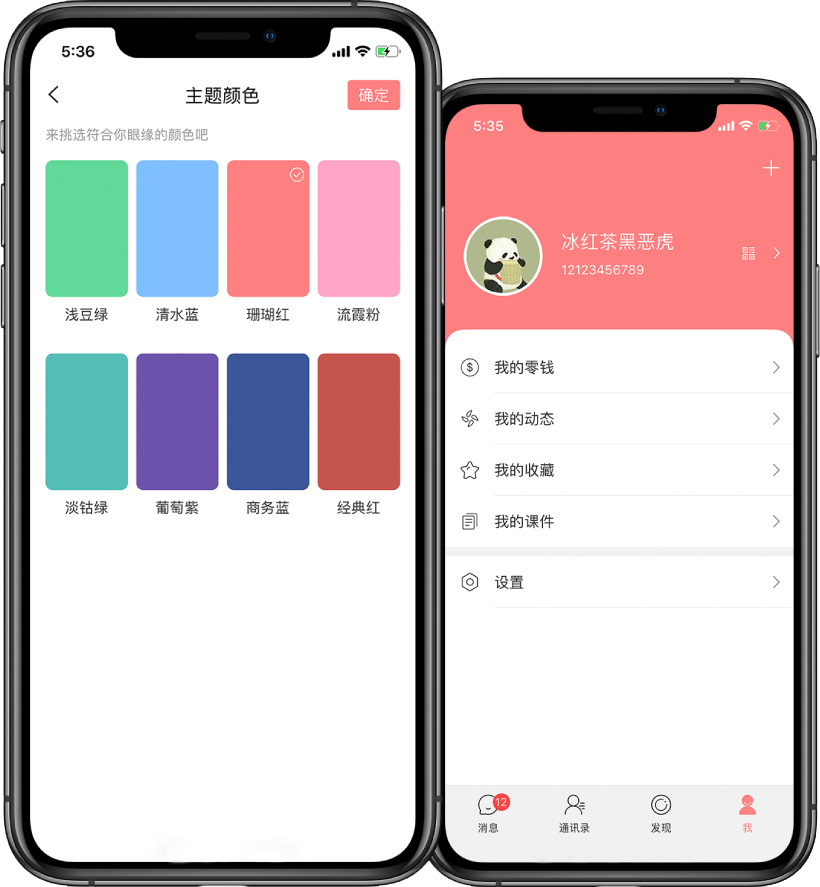 5:36
主题颜色
确定
来挑选符合你眼缘的颜色吧
浅豆绿 清水蓝 珊瑚红 流霞粉
淡钴绿 葡萄紫 商务蓝 经典红
5:35
冰红茶黑恶虎
12123456789
我的零钱
我的动态
我的收藏
我的课件
设置
12
消息 通讯录 发现 我